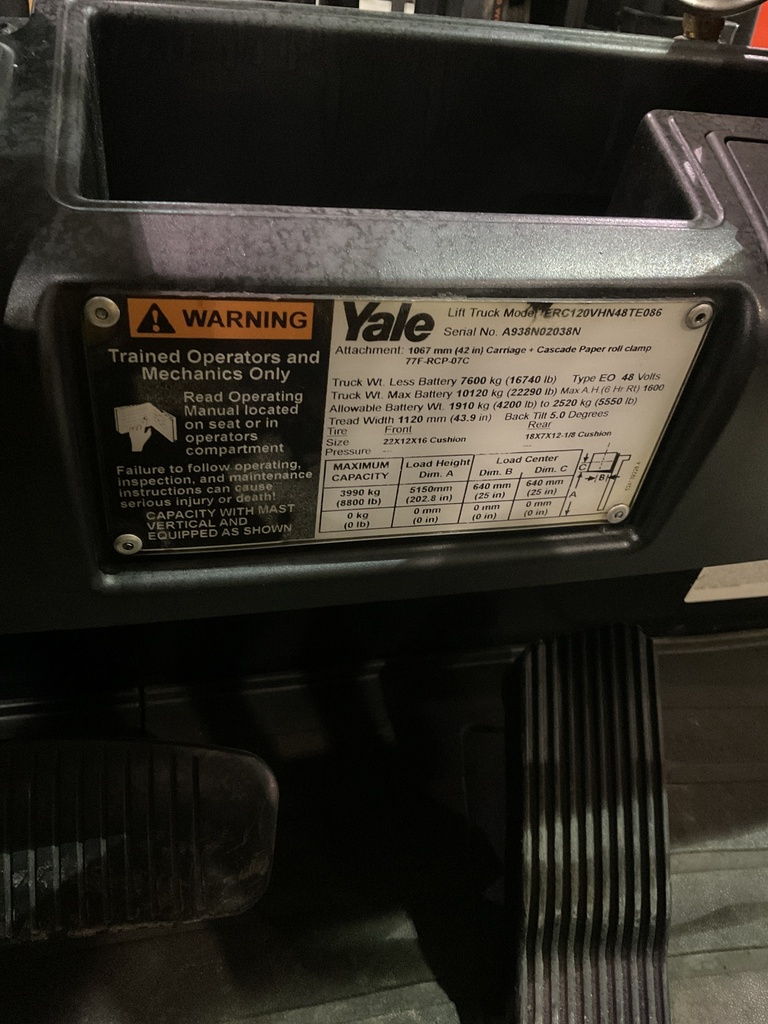 WARNING
Trained Operators and
Mechanics Only
Read Operating
Manual located
on seat or in
operators
compartment
Failure to follow operating,
inspection, and maintenance
instructions can cause
serious injury or death!
CAPACITY WITH MAST
VERTICAL AND
EQUIPPED AS SHOWN
Yale
Lift Truck Model ERC120VHN48TE086
Serial No. A938N02038N
Attachment: 1067 mm (42 in) Carriage + Cascade Paper roll clamp
77F-RCP-07C
Truck Wt. Less Battery 7600 kg (16740 lb) Type EO 48 Volts
Truck Wt. Max Battery 10120 kg (22290 lb) Max A H (6 Hr Rt) 1600
Allowable Battery Wt. 1910 kg (4200 lb) to 2520 kg (5550 lb)
Tread Width 1120 mm (43.9 in) Back Tilt 5.0 Degrees
Tire Front Rear
Size 22X12X16 Cushion 18X7X12-1/8 Cushion
Pressure
MAXIMUM CAPACITY Load Height Dim. A Load Center Dim. B Dim. C
3990 kg (8800 lb) 5150mm (202.8 in) 640 mm (25 in) 640 mm (25 in)
0 kg (0 lb) 0 mm (0 in) 0 mm (0 in) 0 mm (0 in)
C
B
A